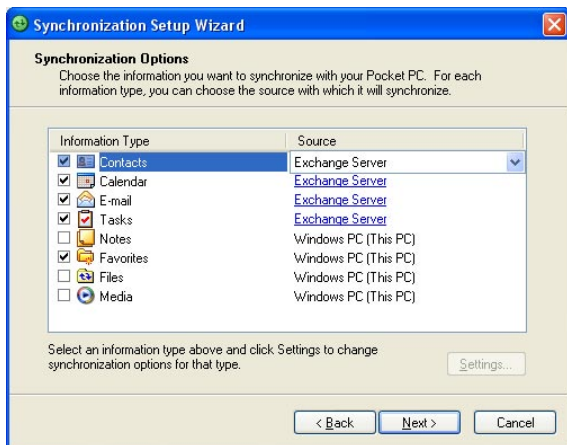 Synchronization Setup Wizard
Synchronization Options
Choose the information you want to synchronize with your Pocket PC. For each
information type, you can choose the source with which it will synchronize.
Information Type Source
Contacts Exchange Server
Calendar Exchange Server
E-mail Exchange Server
Tasks Exchange Server
Notes Windows PC (This PC)
Favorites Windows PC (This PC)
Files Windows PC (This PC)
Media Windows PC (This PC)
Select an information type above and click Settings to change
synchronization options for that type.
Settings...
< Back Next > Cancel